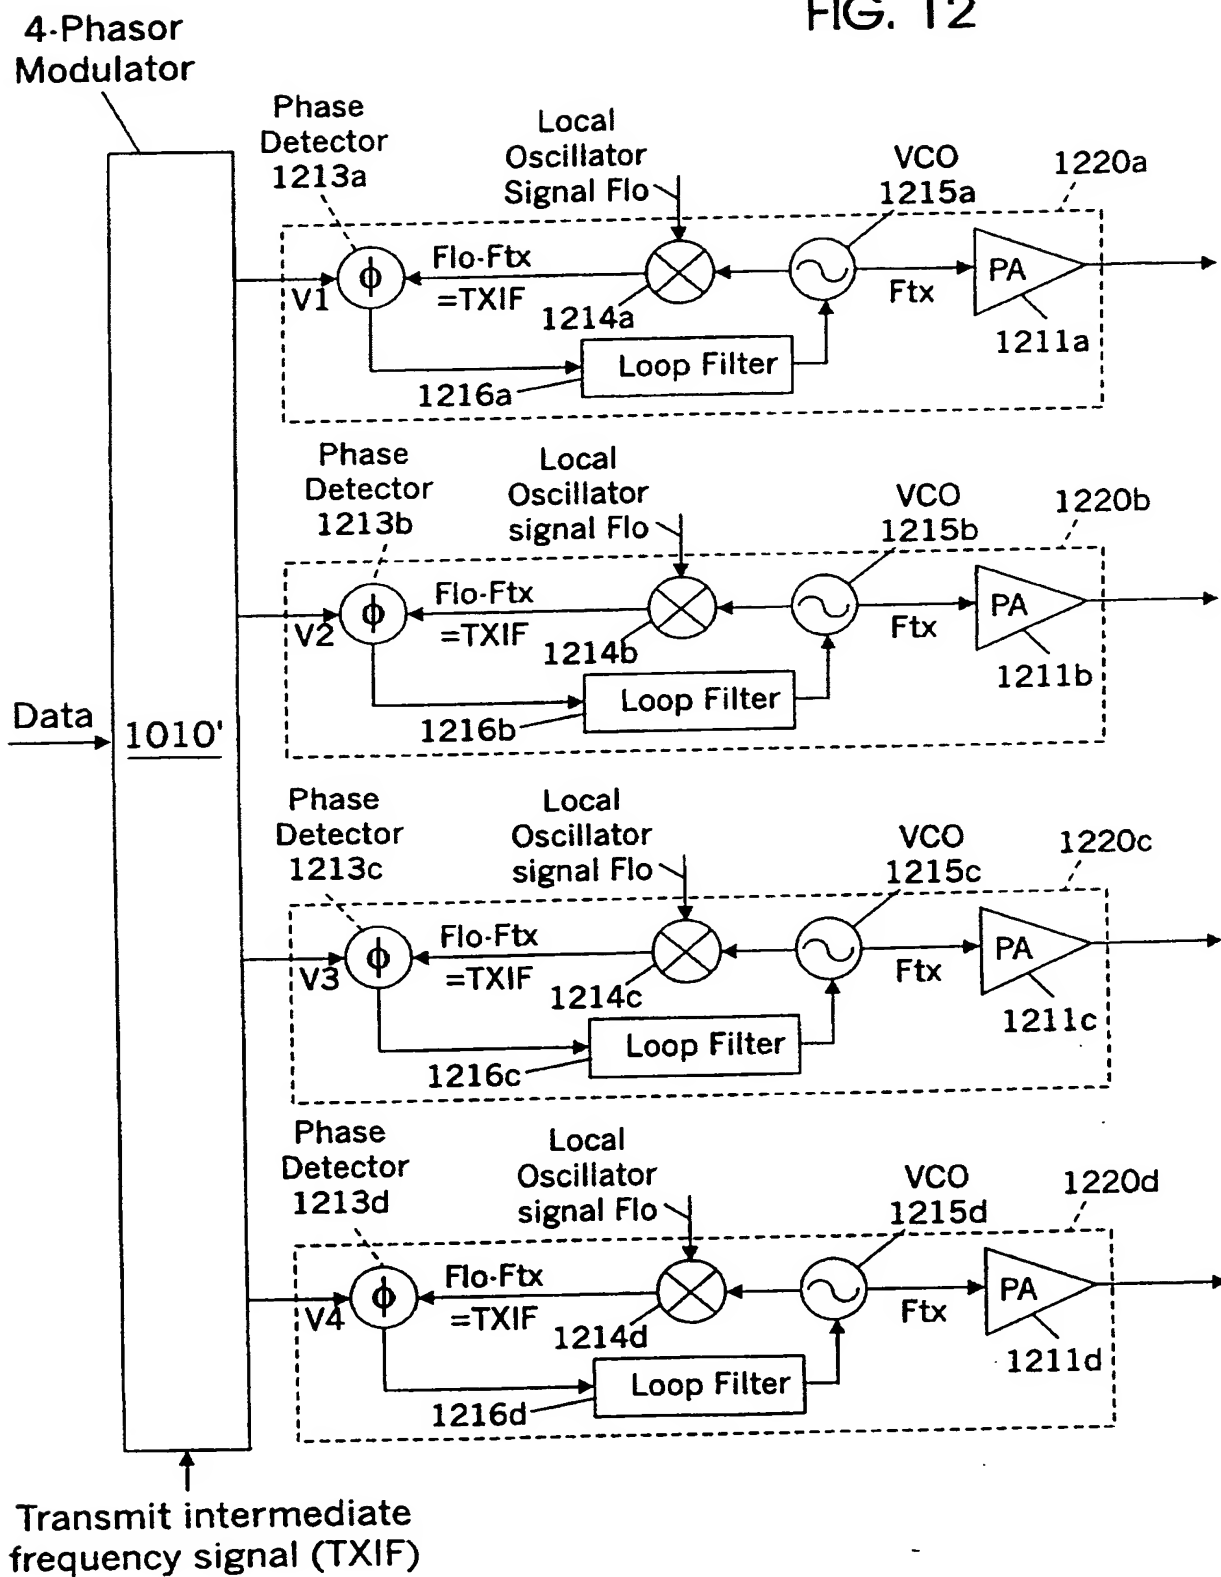 FIG. 12
4-Phasor
Modulator
Phase
Detector
1213a
Local
Oscillator
Signal Flo
VCO
1215a
1220a
V1
ϕ
Flo-Ftx
=TXIF
1214a
Ftx
PA
1211a
Loop Filter
1216a
Phase
Detector
1213b
Local
Oscillator
signal Flo
VCO
1215b
1220b
V2
ϕ
Flo-Ftx
=TXIF
1214b
Ftx
PA
1211b
Loop Filter
1216b
Data
1010'
Phase
Detector
1213c
Local
Oscillator
signal Flo
VCO
1215c
1220c
V3
ϕ
Flo-Ftx
=TXIF
1214c
Ftx
PA
1211c
Loop Filter
1216c
Phase
Detector
1213d
Local
Oscillator
signal Flo
VCO
1215d
1220d
V4
ϕ
Flo-Ftx
=TXIF
1214d
Ftx
PA
1211d
Loop Filter
1216d
Transmit intermediate
frequency signal (TXIF)